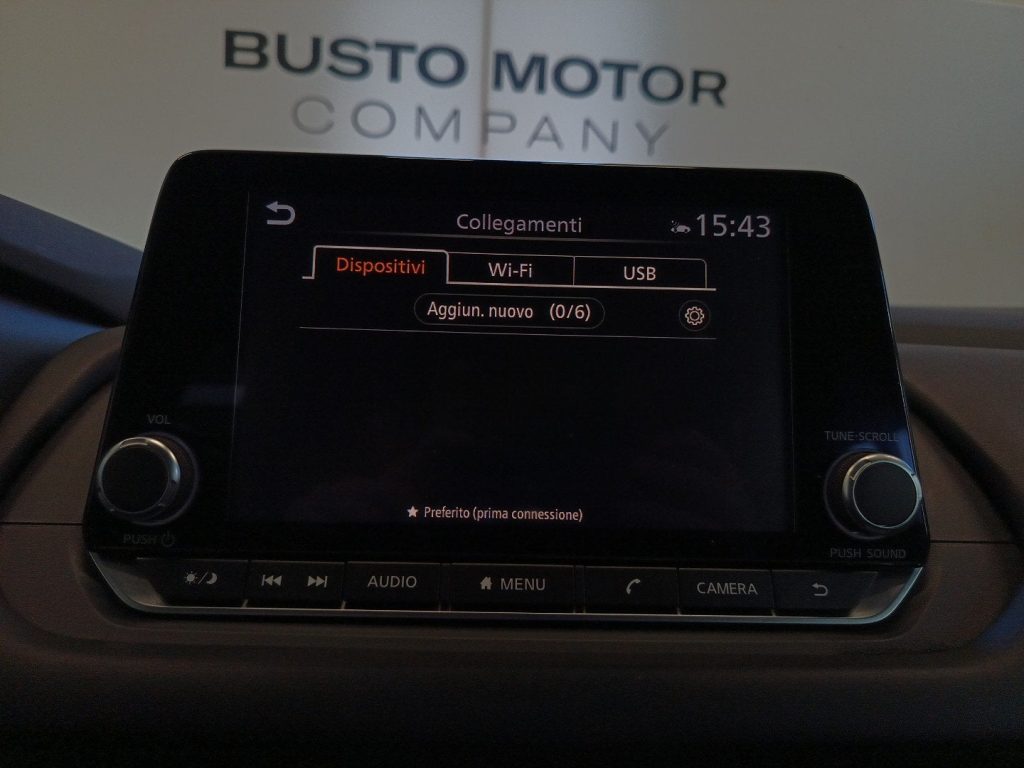 BUSTO MOTOR
COMPANY
Collegamenti 15:43
Dispositivi Wi-Fi USB
Aggiun. nuovo (0/6)
★ Preferito (prima connessione)
VOL
PUSH
TUNE·SCROLL
PUSH SOUND
AUDIO MENU CAMERA